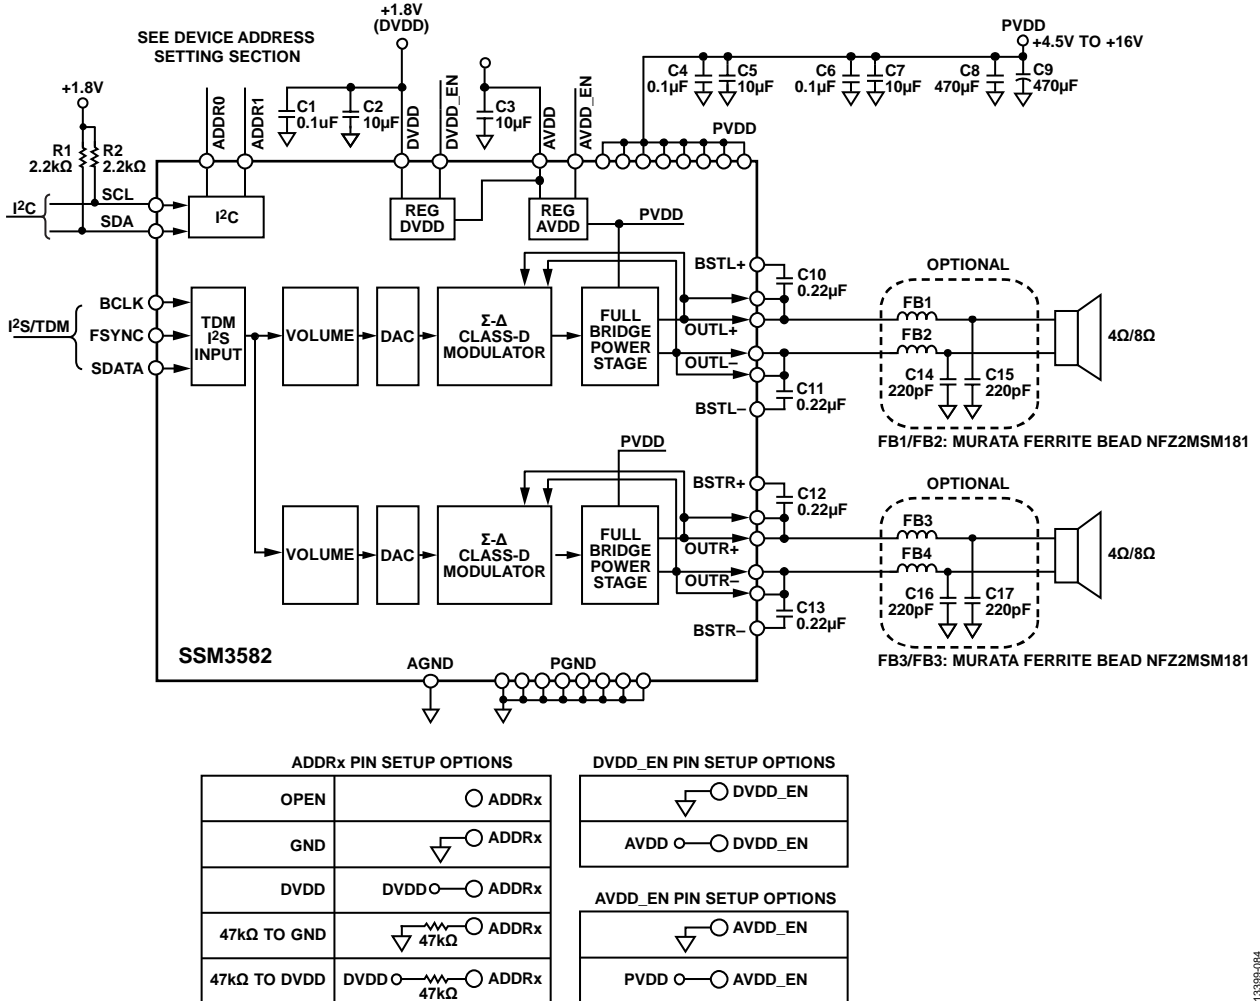 +1.8V
(DVDD)
SEE DEVICE ADDRESS
SETTING SECTION
PVDD
+4.5V TO +16V
+1.8V
ADDR0
ADDR1
C1
0.1uF
C2
10µF
DVDD
DVDD_EN
C3
10µF
AVDD
AVDD_EN
C4
0.1µF
C5
10µF
C6
0.1µF
C7
10µF
C8
470µF
C9
470µF
PVDD
R1
2.2kΩ
R2
2.2kΩ
I2C
SCL
SDA
I2C
REG
DVDD
REG
AVDD
PVDD
BSTL+
C10
0.22µF
OPTIONAL
I2S/TDM
BCLK
FSYNC
SDATA
TDM
I2S
INPUT
VOLUME
DAC
Σ-Δ
CLASS-D
MODULATOR
FULL
BRIDGE
POWER
STAGE
OUTL+
OUTL–
FB1
FB2
4Ω/8Ω
C14
220pF
C15
220pF
C11
0.22µF
BSTL–
FB1/FB2: MURATA FERRITE BEAD NFZ2MSM181
PVDD
BSTR+
C12
0.22µF
OPTIONAL
VOLUME
DAC
Σ-Δ
CLASS-D
MODULATOR
FULL
BRIDGE
POWER
STAGE
OUTR+
OUTR–
FB3
FB4
4Ω/8Ω
C16
220pF
C17
220pF
C13
0.22µF
BSTR–
FB3/FB3: MURATA FERRITE BEAD NFZ2MSM181
SSM3582
AGND
PGND
ADDRx PIN SETUP OPTIONS
OPEN
ADDRx
GND
ADDRx
DVDD
DVDD
ADDRx
47kΩ TO GND
47kΩ
ADDRx
47kΩ TO DVDD
DVDD
47kΩ
ADDRx
DVDD_EN PIN SETUP OPTIONS
DVDD_EN
AVDD
DVDD_EN
AVDD_EN PIN SETUP OPTIONS
AVDD_EN
PVDD
AVDD_EN
13399-084